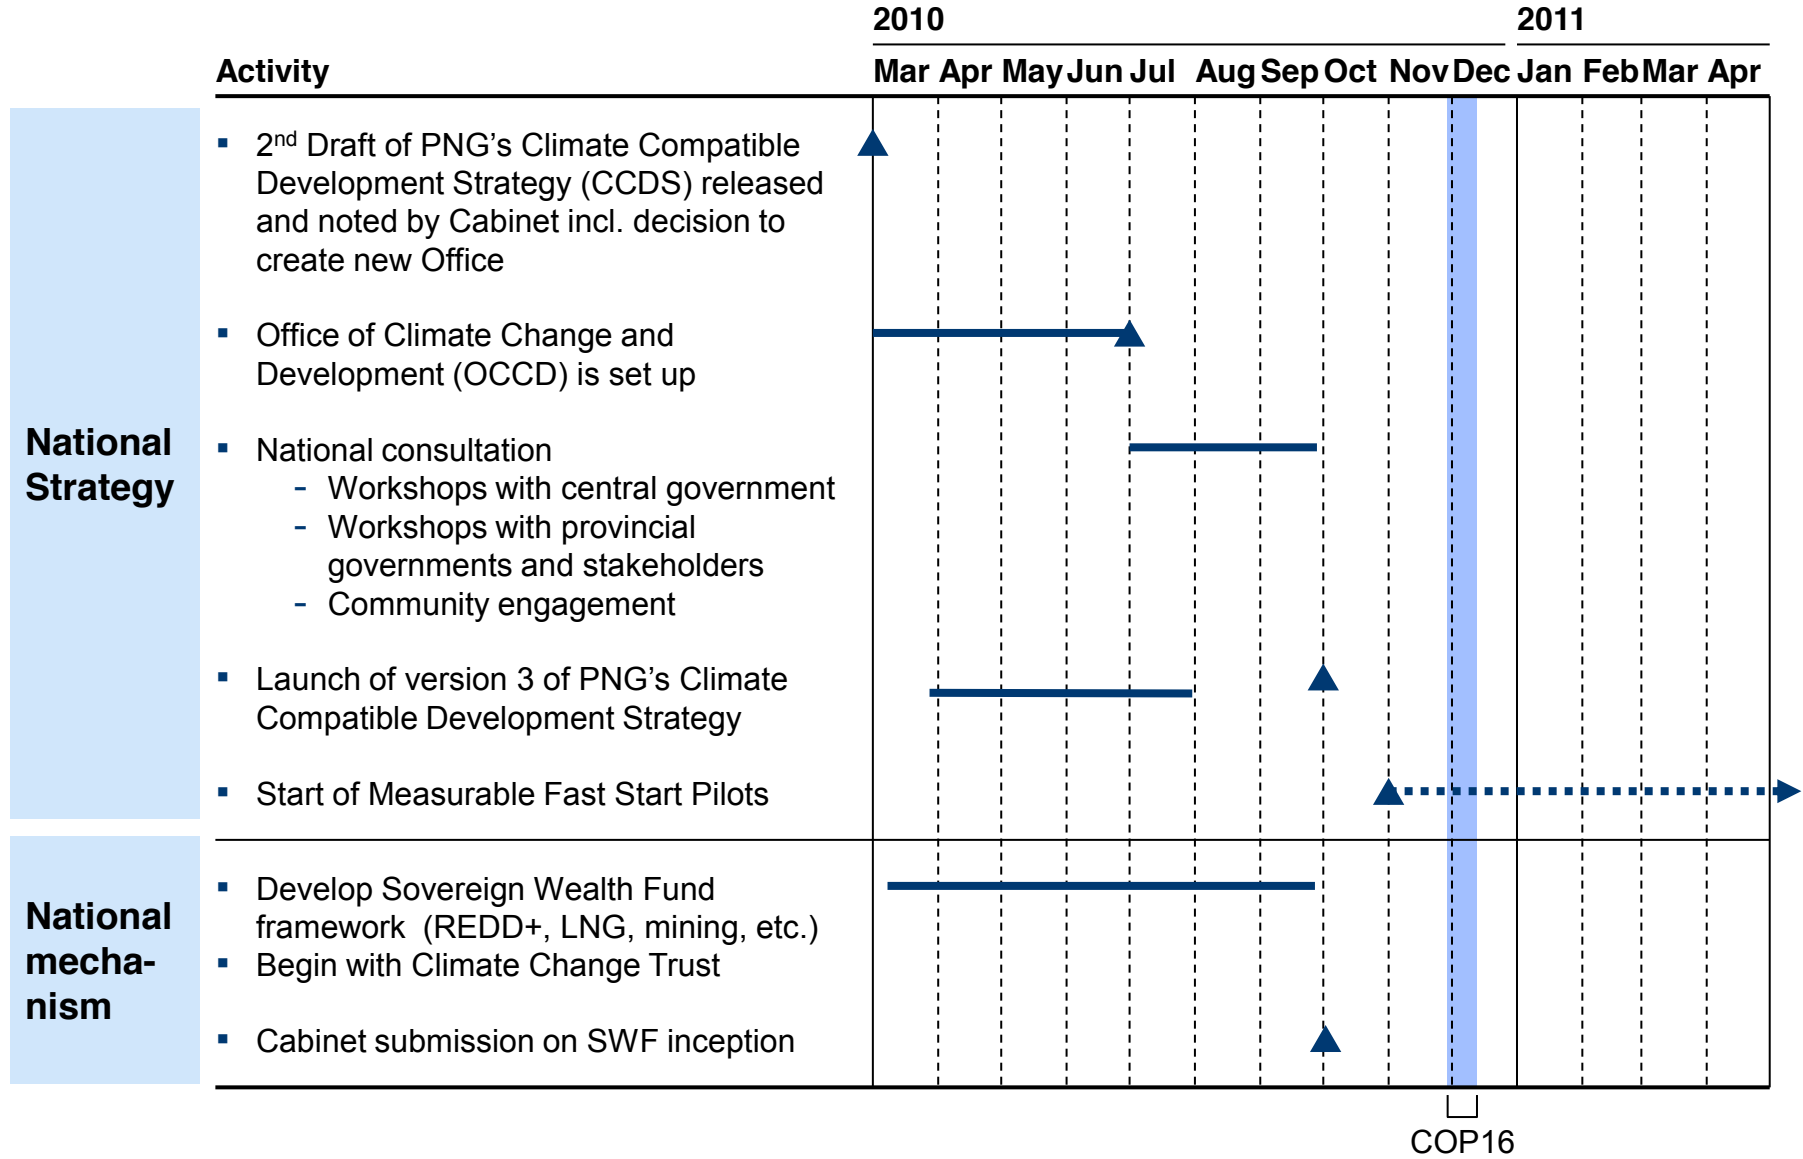 2010 2011
Activity Mar Apr May Jun Jul Aug Sep Oct Nov Dec Jan Feb Mar Apr
National
Strategy
▪ 2nd Draft of PNG’s Climate Compatible
Development Strategy (CCDS) released
and noted by Cabinet incl. decision to
create new Office
▪ Office of Climate Change and
Development (OCCD) is set up
▪ National consultation
- Workshops with central government
- Workshops with provincial
governments and stakeholders
- Community engagement
▪ Launch of version 3 of PNG’s Climate
Compatible Development Strategy
▪ Start of Measurable Fast Start Pilots
National
mecha-
nism
▪ Develop Sovereign Wealth Fund
framework (REDD+, LNG, mining, etc.)
▪ Begin with Climate Change Trust
▪ Cabinet submission on SWF inception
COP16